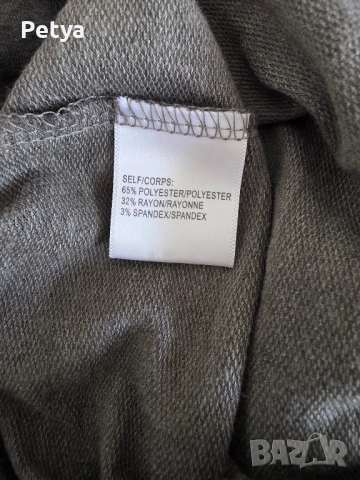 Petya
SELF/CORPS:
65% POLYESTER/POLYESTER
32% RAYON/RAYONNE
3% SPANDEX/SPANDEX
BAZAR